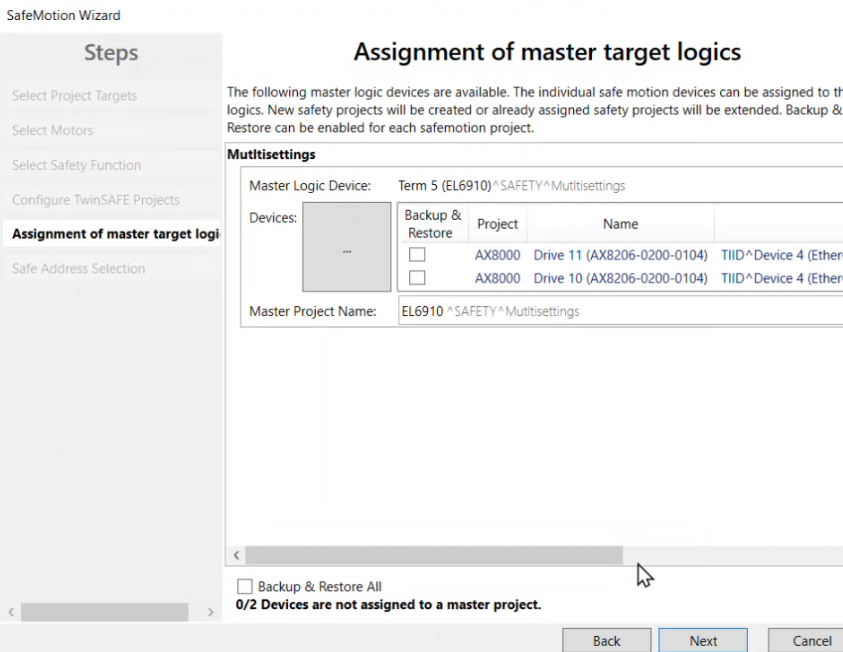 SafeMotion Wizard
Steps
Select Project Targets
Select Motors
Select Safety Function
Configure TwinSAFE Projects
Assignment of master target logi
Safe Address Selection
Assignment of master target logics
The following master logic devices are available. The individual safe motion devices can be assigned to th
logics. New safety projects will be created or already assigned safety projects will be extended. Backup &
Restore can be enabled for each safemotion project.
Mutltisettings
Master Logic Device: Term 5 (EL6910)^SAFETY^Mutltisettings
Devices: ...
Backup & Restore Project Name
AX8000 Drive 11 (AX8206-0200-0104) TIID^Device 4 (Ether
AX8000 Drive 10 (AX8206-0200-0104) TIID^Device 4 (Ether
Master Project Name: EL6910 ^SAFETY^Mutltisettings
Backup & Restore All
0/2 Devices are not assigned to a master project.
Back Next Cancel